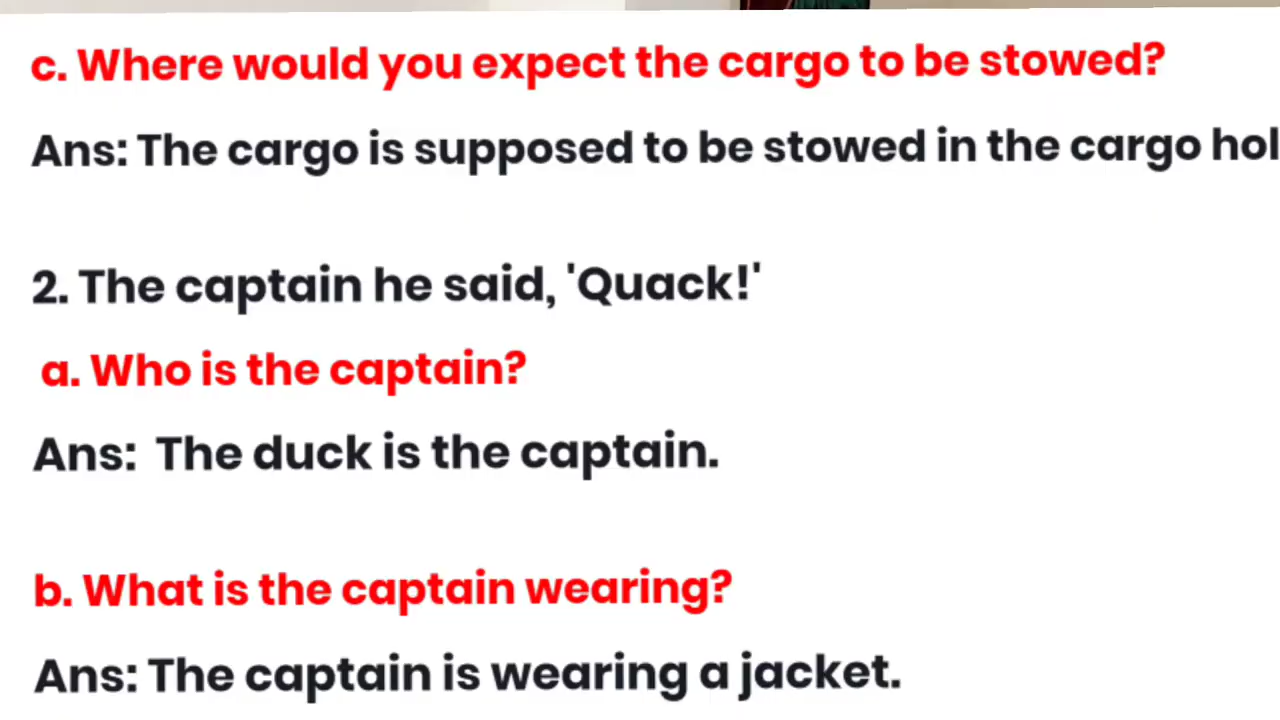 c. Where would you expect the cargo to be stowed?
Ans: The cargo is supposed to be stowed in the cargo
2. The captain he said, 'Quack!'
a. Who is the captain?
Ans: The duck is the captain.
b. What is the captain wearing?
Ans: The captain is wearing a jacket.